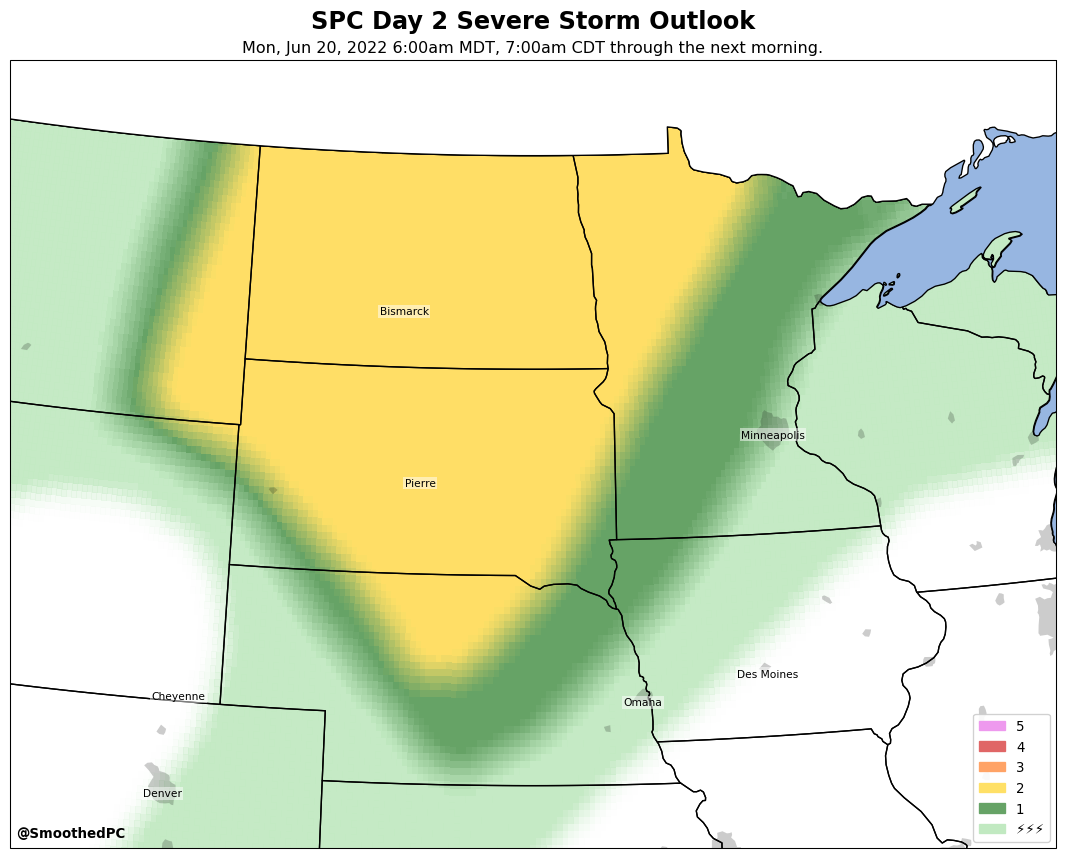 SPC Day 2 Severe Storm Outlook
Mon, Jun 20, 2022 6:00am MDT, 7:00am CDT through the next morning.
Bismarck
Minneapolis
Pierre
Des Moines
Cheyenne
Omaha
Denver
5
4
3
2
1
⚡⚡⚡
@SmoothedPC